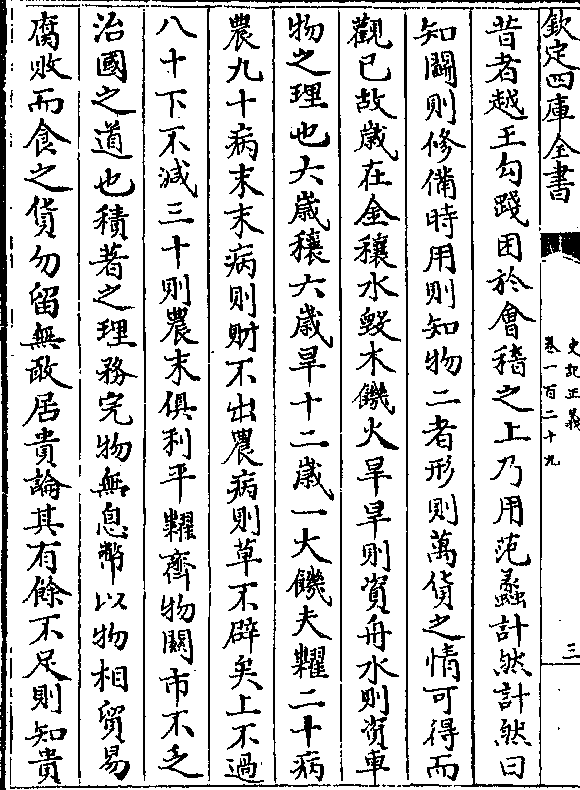 欽定四庫全書
史記正義
卷一百二十九
三
昔者越王勾踐困於會稽之上乃用范蠡計然計然曰
知鬬則修備時用則知物二者形則萬貨之情可得而
觀已故歲在金穰水毀木饑火旱旱則資舟水則資車
物之理也六歲穰六歲旱十二歲一大饑夫糶二十病
農九十病末末病則財不出農病則草不辟矣上不過
八十下不減三十則農末俱利平糶齊物關市不乏
治國之道也積著之理務完物無息幣以物相貿易
腐敗而食之貨勿留無敢居貴論其有餘不足則知貴